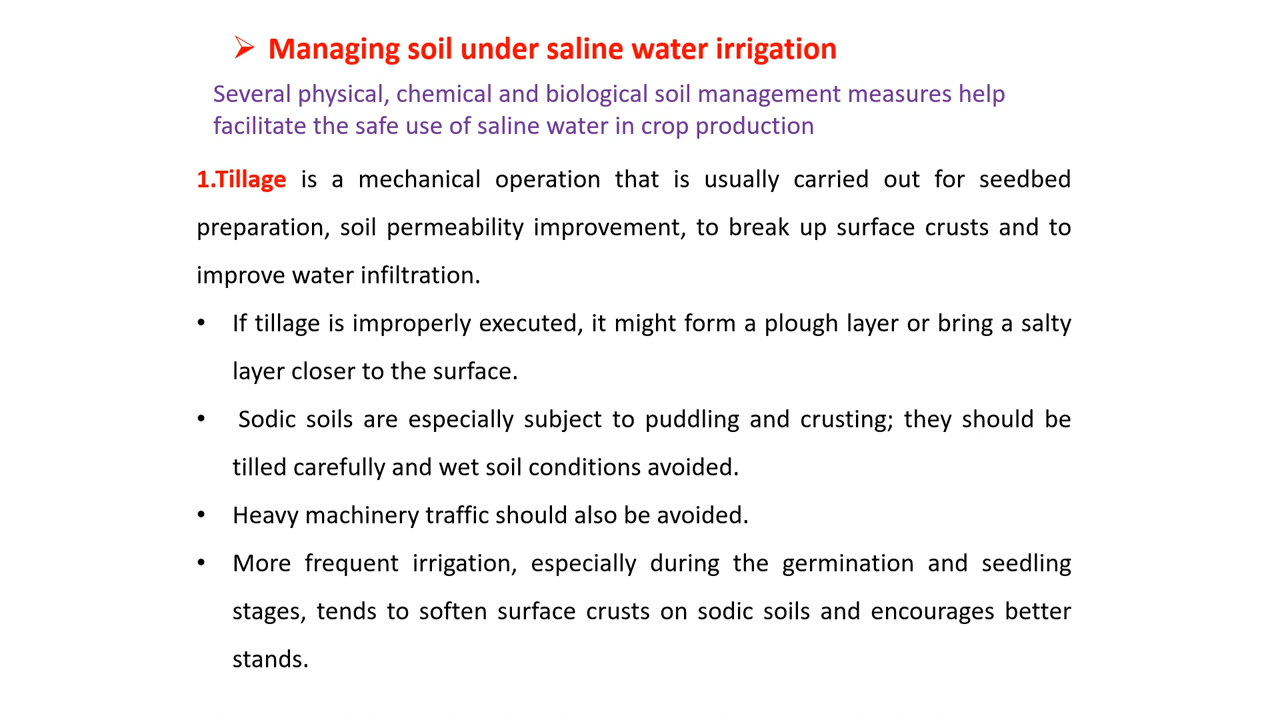 ➢ Managing soil under saline water irrigation
Several physical, chemical and biological soil management measures help
facilitate the safe use of saline water in crop production
1.Tillage is a mechanical operation that is usually carried out for seedbed
preparation, soil permeability improvement, to break up surface crusts and to
improve water infiltration.
• If tillage is improperly executed, it might form a plough layer or bring a salty
layer closer to the surface.
• Sodic soils are especially subject to puddling and crusting; they should be
tilled carefully and wet soil conditions avoided.
• Heavy machinery traffic should also be avoided.
• More frequent irrigation, especially during the germination and seedling
stages, tends to soften surface crusts on sodic soils and encourages better
stands.